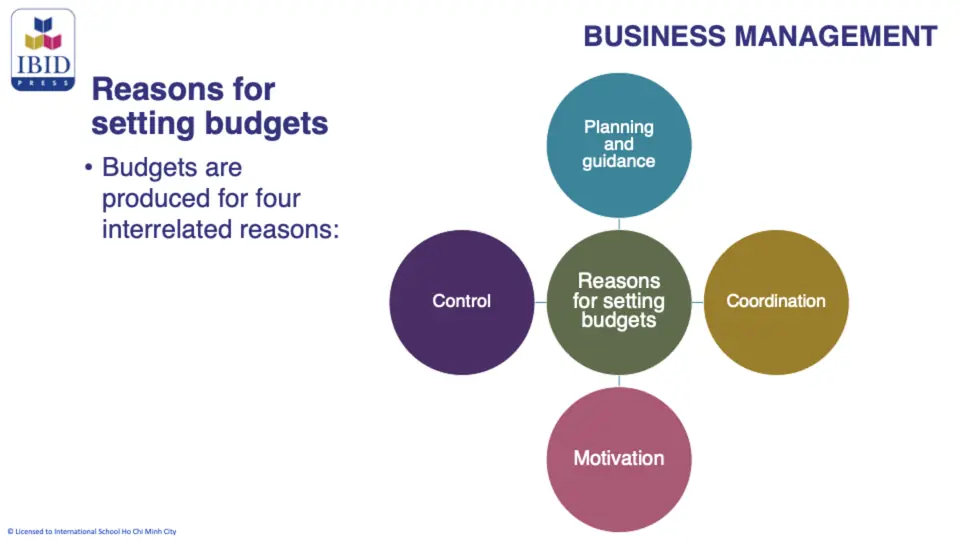 IBID
PRESS
BUSINESS MANAGEMENT
Reasons for
setting budgets
• Budgets are
produced for four
interrelated reasons:
Planning
and
guidance
Control
Reasons
for setting
budgets
Coordination
Motivation
© Licensed to International School Ho Chi Minh City